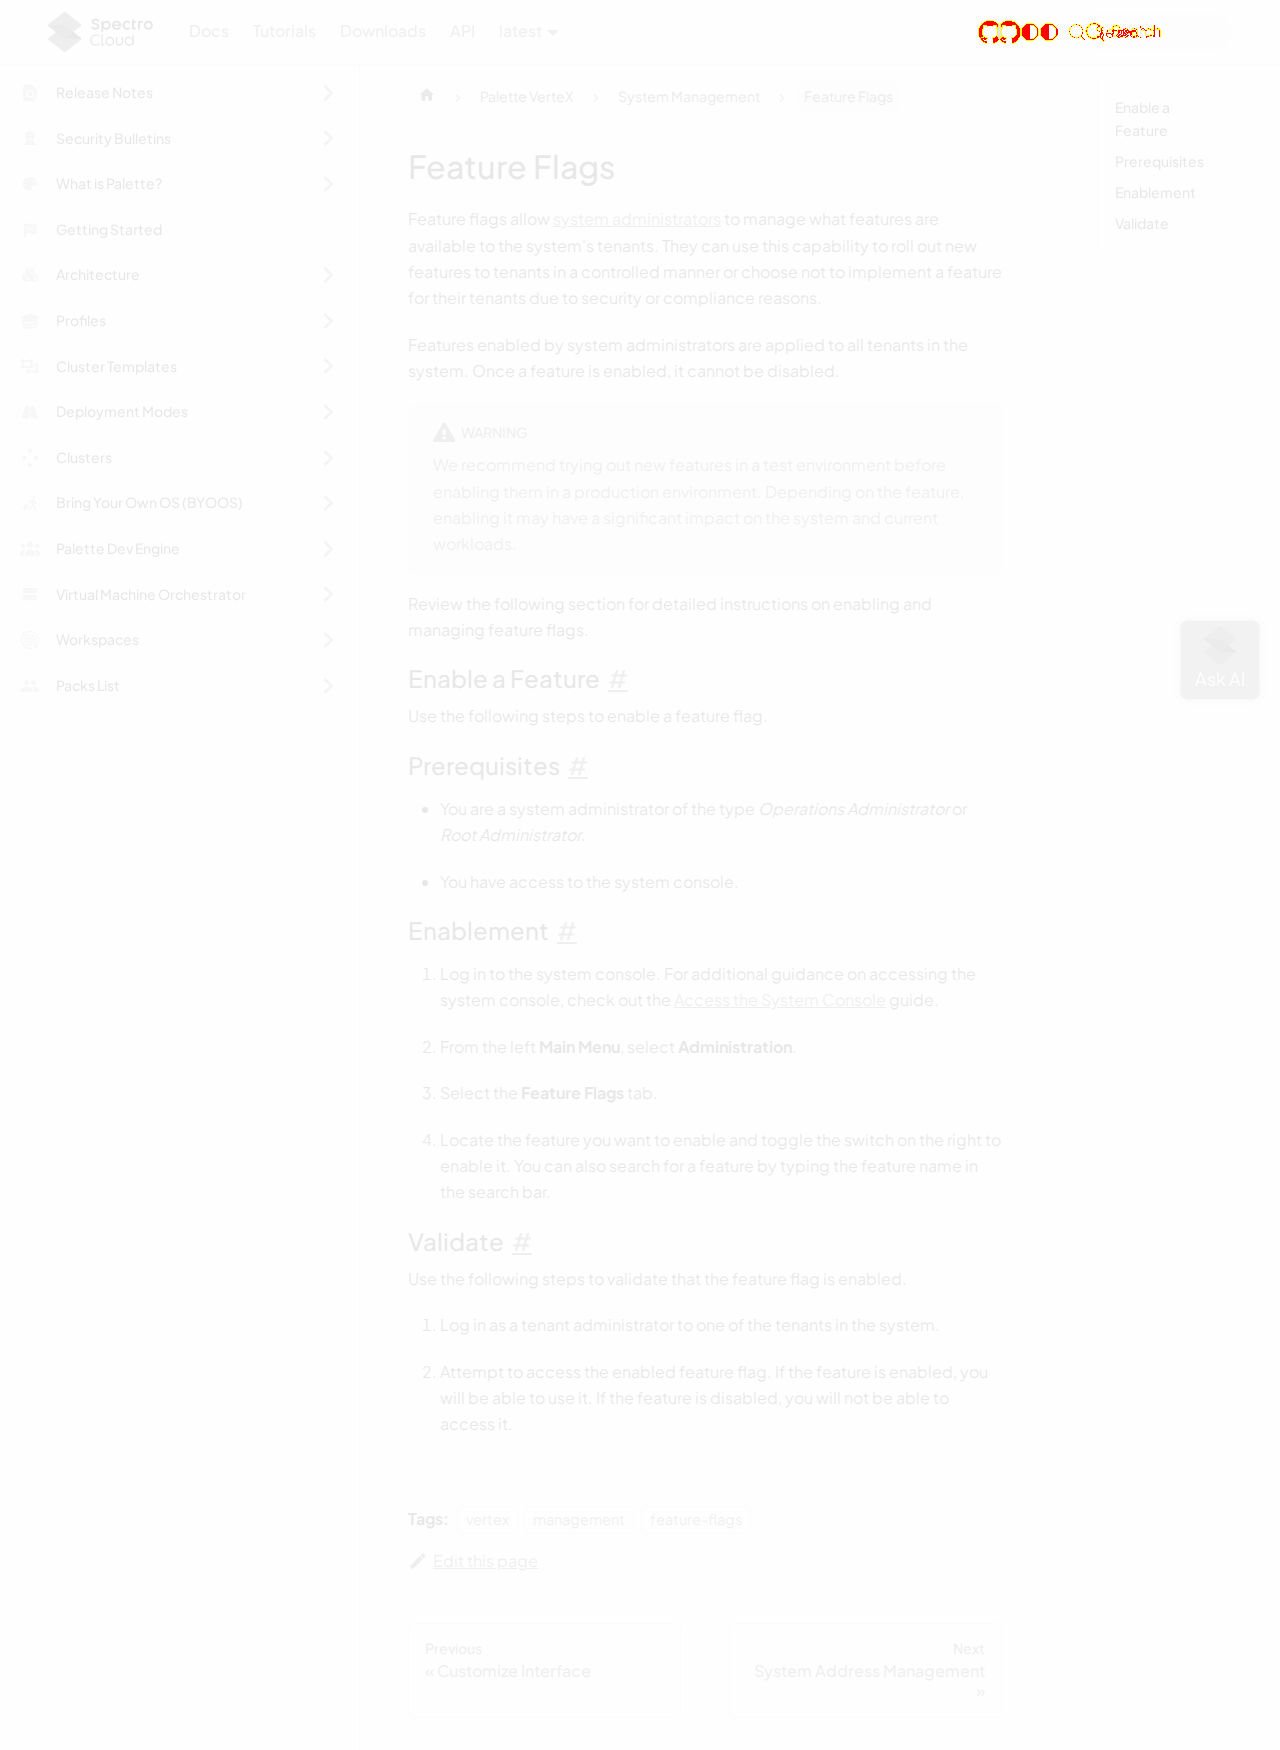 Spectro Cloud
Docs
Tutorials
Downloads
API
latest
Search
Release Notes
Security Bulletins
What is Palette?
Getting Started
Architecture
Profiles
Cluster Templates
Deployment Modes
Clusters
Bring Your Own OS (BYOOS)
Palette Dev Engine
Virtual Machine Orchestrator
Workspaces
Packs List
Palette VerteX
System Management
Feature Flags
Feature Flags
Feature flags allow system administrators to manage what features are
available to the system's tenants. They can use this capability to roll out new
features to tenants in a controlled manner or choose not to implement a feature
for their tenants due to security or compliance reasons.
Features enabled by system administrators are applied to all tenants in the
system. Once a feature is enabled, it cannot be disabled.
WARNING
We recommend trying out new features in a test environment before
enabling them in a production environment. Depending on the feature,
enabling it may have a significant impact on the system and current
workloads.
Review the following section for detailed instructions on enabling and
managing feature flags.
Enable a Feature #
Use the following steps to enable a feature flag.
Prerequisites #
• You are a system administrator of the type Operations Administrator or
Root Administrator.
• You have access to the system console.
Enablement #
1. Log in to the system console. For additional guidance on accessing the
system console, check out the Access the System Console guide.
2. From the left Main Menu, select Administration.
3. Select the Feature Flags tab.
4. Locate the feature you want to enable and toggle the switch on the right to
enable it. You can also search for a feature by typing the feature name in
the search bar.
Validate #
Use the following steps to validate that the feature flag is enabled.
1. Log in as a tenant administrator to one of the tenants in the system.
2. Attempt to access the enabled feature flag. If the feature is enabled, you
will be able to use it. If the feature is disabled, you will not be able to
access it.
Tags: vertex management feature-flags
Edit this page
Previous
« Customize Interface
Next
System Address Management
»
Enable a
Feature
Prerequisites
Enablement
Validate
Ask AI